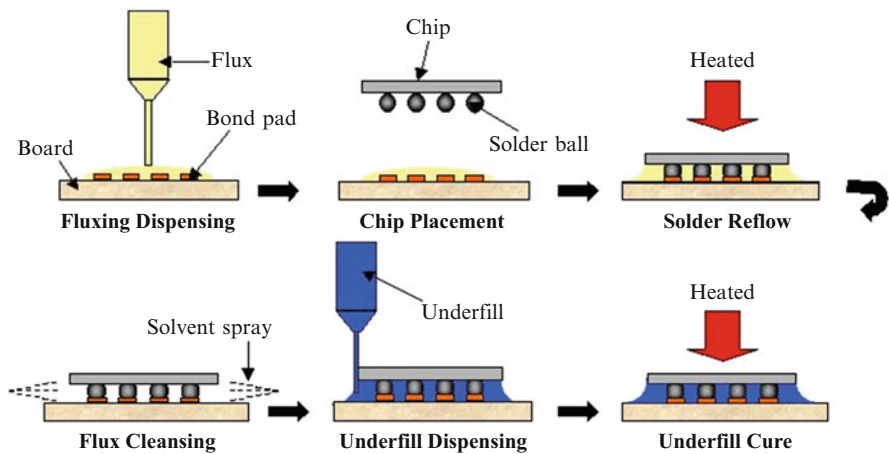 Flux
Bond pad
Board
Fluxing Dispensing
Chip
Solder ball
Chip Placement
Heated
Solder Reflow
Solvent spray
Flux Cleansing
Underfill
Underfill Dispensing
Heated
Underfill Cure